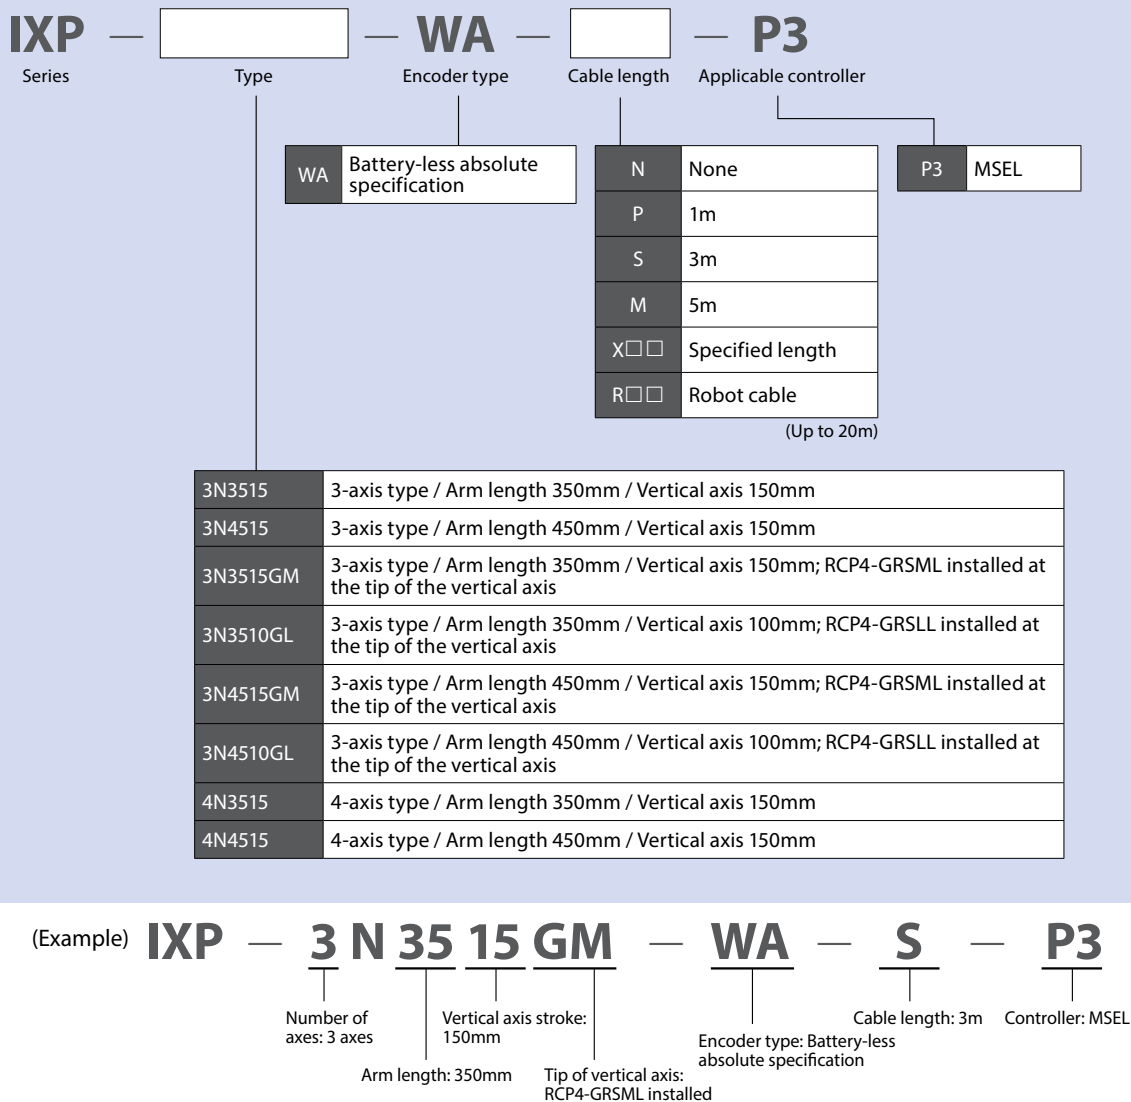 IXP — — WA — — P3
Series Type Encoder type Cable length Applicable controller
WA Battery-less absolute
specification
N None
P 1m
S 3m
M 5m
X□□ Specified length
R□□ Robot cable
(Up to 20m)
P3 MSEL
3N3515 3-axis type / Arm length 350mm / Vertical axis 150mm
3N4515 3-axis type / Arm length 450mm / Vertical axis 150mm
3N3515GM 3-axis type / Arm length 350mm / Vertical axis 150mm; RCP4-GRSML installed at
the tip of the vertical axis
3N3510GL 3-axis type / Arm length 350mm / Vertical axis 100mm; RCP4-GRSLL installed at
the tip of the vertical axis
3N4515GM 3-axis type / Arm length 450mm / Vertical axis 150mm; RCP4-GRSML installed at
the tip of the vertical axis
3N4510GL 3-axis type / Arm length 450mm / Vertical axis 100mm; RCP4-GRSLL installed at
the tip of the vertical axis
4N3515 4-axis type / Arm length 350mm / Vertical axis 150mm
4N4515 4-axis type / Arm length 450mm / Vertical axis 150mm
(Example) IXP — 3 N 35 15 GM — WA — S — P3
Number of
axes: 3 axes
Arm length: 350mm
Vertical axis stroke:
150mm
Tip of vertical axis:
RCP4-GRSML installed
Encoder type: Battery-less
absolute specification
Cable length: 3m
Controller: MSEL